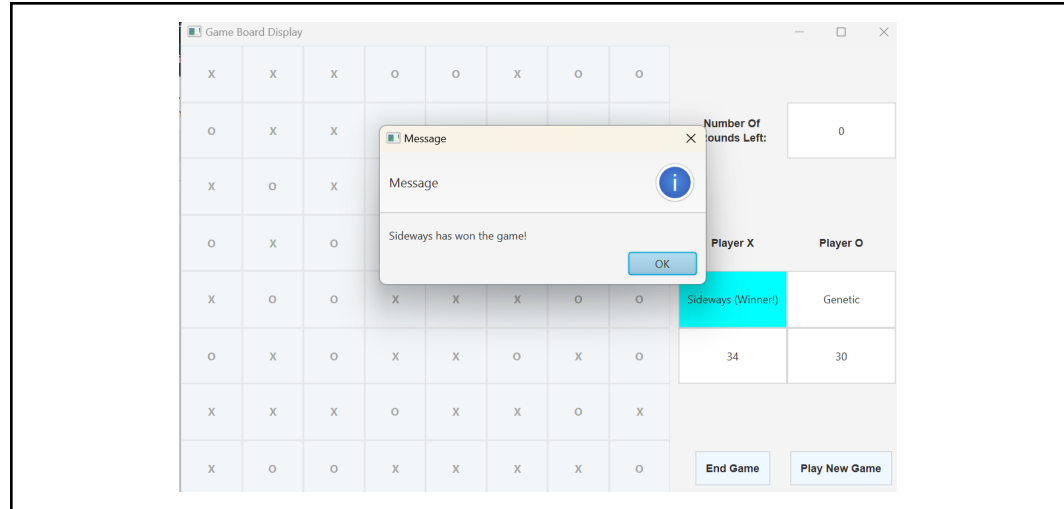 Game Board Display
X X X O O X O O
O X X
Number Of
Rounds Left:
0
Message
Message
Sideways has won the game!
OK
X O X
O X O
Player X Player O
X O O X X X O O
Sideways (Winner!) Genetic
O X O X X O X O
34 30
X X X O X X O X
X O O X X X X O
End Game Play New Game